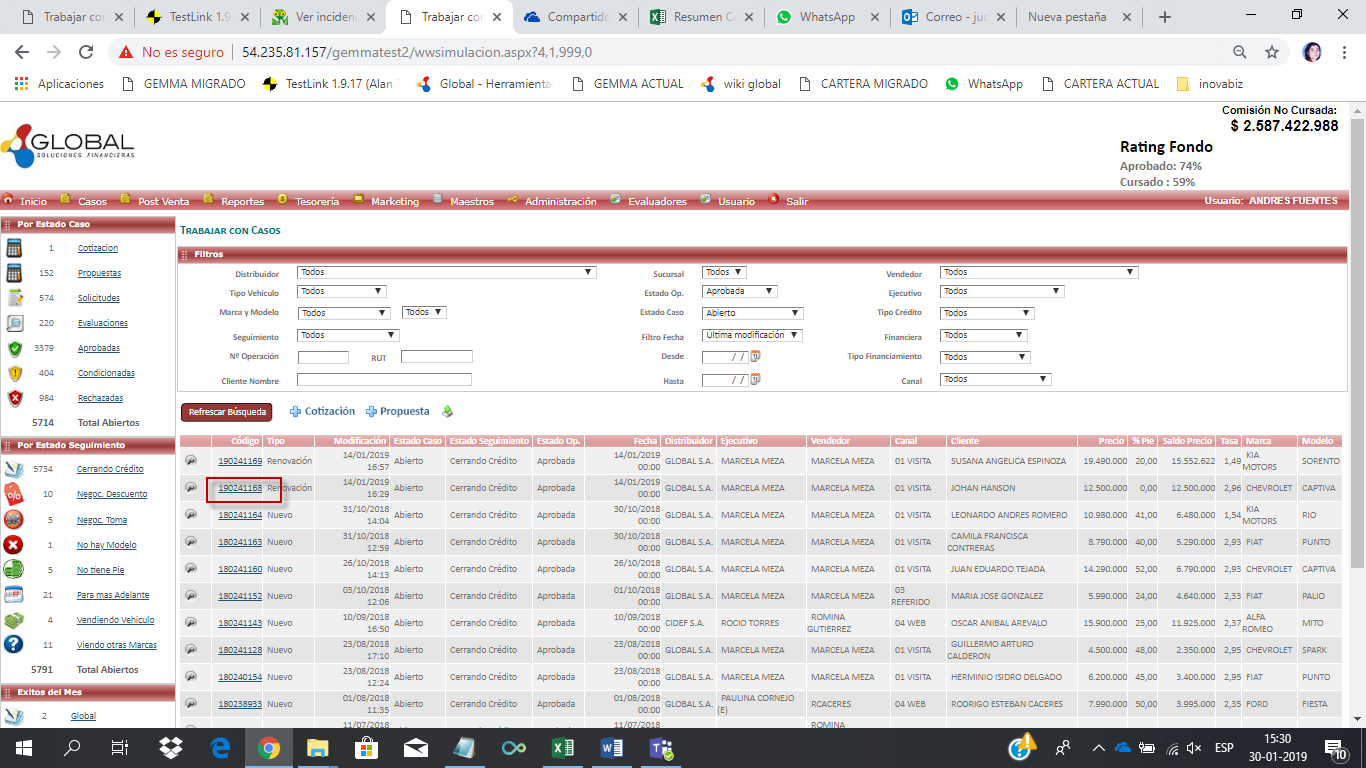 Trabajar con
TestLink 1.9
Ver inciden
Trabajar con
Compartido
Resumen C
WhatsApp
Correo - juc
Nueva pestaña
No es seguro | 54.235.81.157/gemmatest2/wwsimulacion.aspx?4,1,999,0
Aplicaciones GEMMA MIGRADO TestLink 1.9.17 (Alan Global - Herramienta: GEMMA ACTUAL wiki global CARTERA MIGRADO WhatsApp CARTERA ACTUAL inovabiz
Comisión No Cursada:
$ 2.587.422.988
GLOBAL
SOLUCIONES FINANCIERAS
Rating Fondo
Aprobado: 74%
Cursado : 59%
Inicio Casos Post Venta Reportes Tesorería Marketing Maestros Administración Evaluadores Usuario Salir Usuario: ANDRES FUENTES
Por Estado Caso
1 Cotizacion
152 Propuestas
574 Solicitudes
220 Evaluaciones
3379 Aprobadas
404 Condicionadas
984 Rechazadas
5714 Total Abiertos
Por Estado Seguimiento
5734 Cerrando Crédito
10 Negoc. Descuento
5 Negoc. Toma
1 No hay Modelo
5 No tiene Pie
21 Para mas Adelante
4 Vendiendo Vehiculo
11 Viendo otras Marcas
5791 Total Abiertos
Exitos del Mes
2 Global
TRABAJAR CON CASOS
Filtros
Distribuidor Todos Sucursal Todos Vendedor Todos
Tipo Vehículo Todos Estado Op. Aprobada Ejecutivo Todos
Marca y Modelo Todos Todos Estado Caso Abierto Tipo Crédito Todos
Seguimiento Todos Filtro Fecha Última modificación Financiera Todos
Nº Operación RUT Desde / / Tipo Financiamiento Todos
Cliente Nombre Hasta / / Canal Todos
Refrescar Búsqueda Cotización Propuesta
Código Tipo Modificación Estado Caso Estado Seguimiento Estado Op. Fecha Distribuidor Ejecutivo Vendedor Canal Cliente Precio % Pie Saldo Precio Tasa Marca Modelo
190241169 Renovación 14/01/2019 16:57 Abierto Cerrando Crédito Aprobada 14/01/2019 00:00 GLOBAL S.A. MARCELA MEZA MARCELA MEZA 01 VISITA SUSANA ANGELICA ESPINOZA 19.490.000 20,00 15.552.622 1,49 KIA MOTORS SORENTO
190241168 Renovación 14/01/2019 16:29 Abierto Cerrando Crédito Aprobada 14/01/2019 00:00 GLOBAL S.A. MARCELA MEZA MARCELA MEZA 01 VISITA JOHAN HANSON 12.500.000 0,00 12.500.000 2,96 CHEVROLET CAPTIVA
180241164 Nuevo 31/10/2018 14:04 Abierto Cerrando Crédito Aprobada 30/10/2018 00:00 GLOBAL S.A. MARCELA MEZA MARCELA MEZA 01 VISITA LEONARDO ANDRES ROMERO 10.980.000 41,00 6.480.000 1,54 KIA MOTORS RIO
180241163 Nuevo 31/10/2018 12:59 Abierto Cerrando Crédito Aprobada 30/10/2018 00:00 GLOBAL S.A. MARCELA MEZA MARCELA MEZA 01 VISITA CAMILA FRANCISCA CONTRERAS 8.790.000 40,00 5.290.000 2,93 FIAT PUNTO
180241160 Nuevo 26/10/2018 14:13 Abierto Cerrando Crédito Aprobada 26/10/2018 00:00 GLOBAL S.A. MARCELA MEZA MARCELA MEZA 01 VISITA JUAN EDUARDO TEJADA 14.290.000 52,00 6.790.000 2,93 CHEVROLET CAPTIVA
180241152 Nuevo 03/10/2018 12:06 Abierto Cerrando Crédito Aprobada 01/10/2018 00:00 GLOBAL S.A. MARCELA MEZA MARCELA MEZA 03 REFERIDO MARIA JOSE GONZALEZ 5.990.000 24,00 4.640.000 2,33 FIAT PALIO
180241143 Nuevo 10/09/2018 16:50 Abierto Cerrando Crédito Aprobada 10/09/2018 00:00 CIDEF S.A. ROCIO TORRES ROMINA GUTIERREZ 04 WEB OSCAR ANIBAL AREVALO 15.900.000 25,00 11.925.000 2,37 ALFA ROMEO MITO
180241128 Nuevo 23/08/2018 17:10 Abierto Cerrando Crédito Aprobada 23/08/2018 00:00 GLOBAL S.A. MARCELA MEZA MARCELA MEZA 01 VISITA GUILLERMO ARTURO CALDERON 4.500.000 48,00 2.350.000 2,95 CHEVROLET SPARK
180240154 Nuevo 23/08/2018 12:24 Abierto Cerrando Crédito Aprobada 23/08/2018 00:00 GLOBAL S.A. MARCELA MEZA MARCELA MEZA 01 VISITA HERMINIO ISIDRO DELGADO 6.200.000 45,00 3.400.000 2,95 FIAT PUNTO
180238933 Nuevo 01/08/2018 11:35 Abierto Cerrando Crédito Aprobada 01/08/2018 00:00 GLOBAL S.A. PAULINA CORNEJO (E) RCACERES 01 VISITA RODRIGO ESTEBAN CACERES 7.990.000 50,00 3.995.000 2,35 FORD FIESTA
11/07/2018 11/07/2018 ROMINA
ESP 15:30
30-01-2019
10